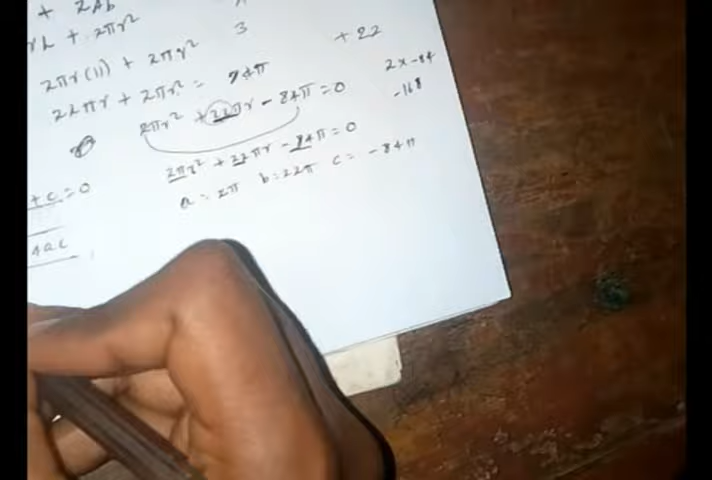 + 2Ab
+ 2πr²
2πr(11) + 2πr²
3
22πr + 2πr² = 84π
+22
2πr² + 22πr - 84π = 0
2x-84
-168
2πr² + 22πr - 84π = 0
+ c = 0
a = 2π b = 22π c = -84π
4ac